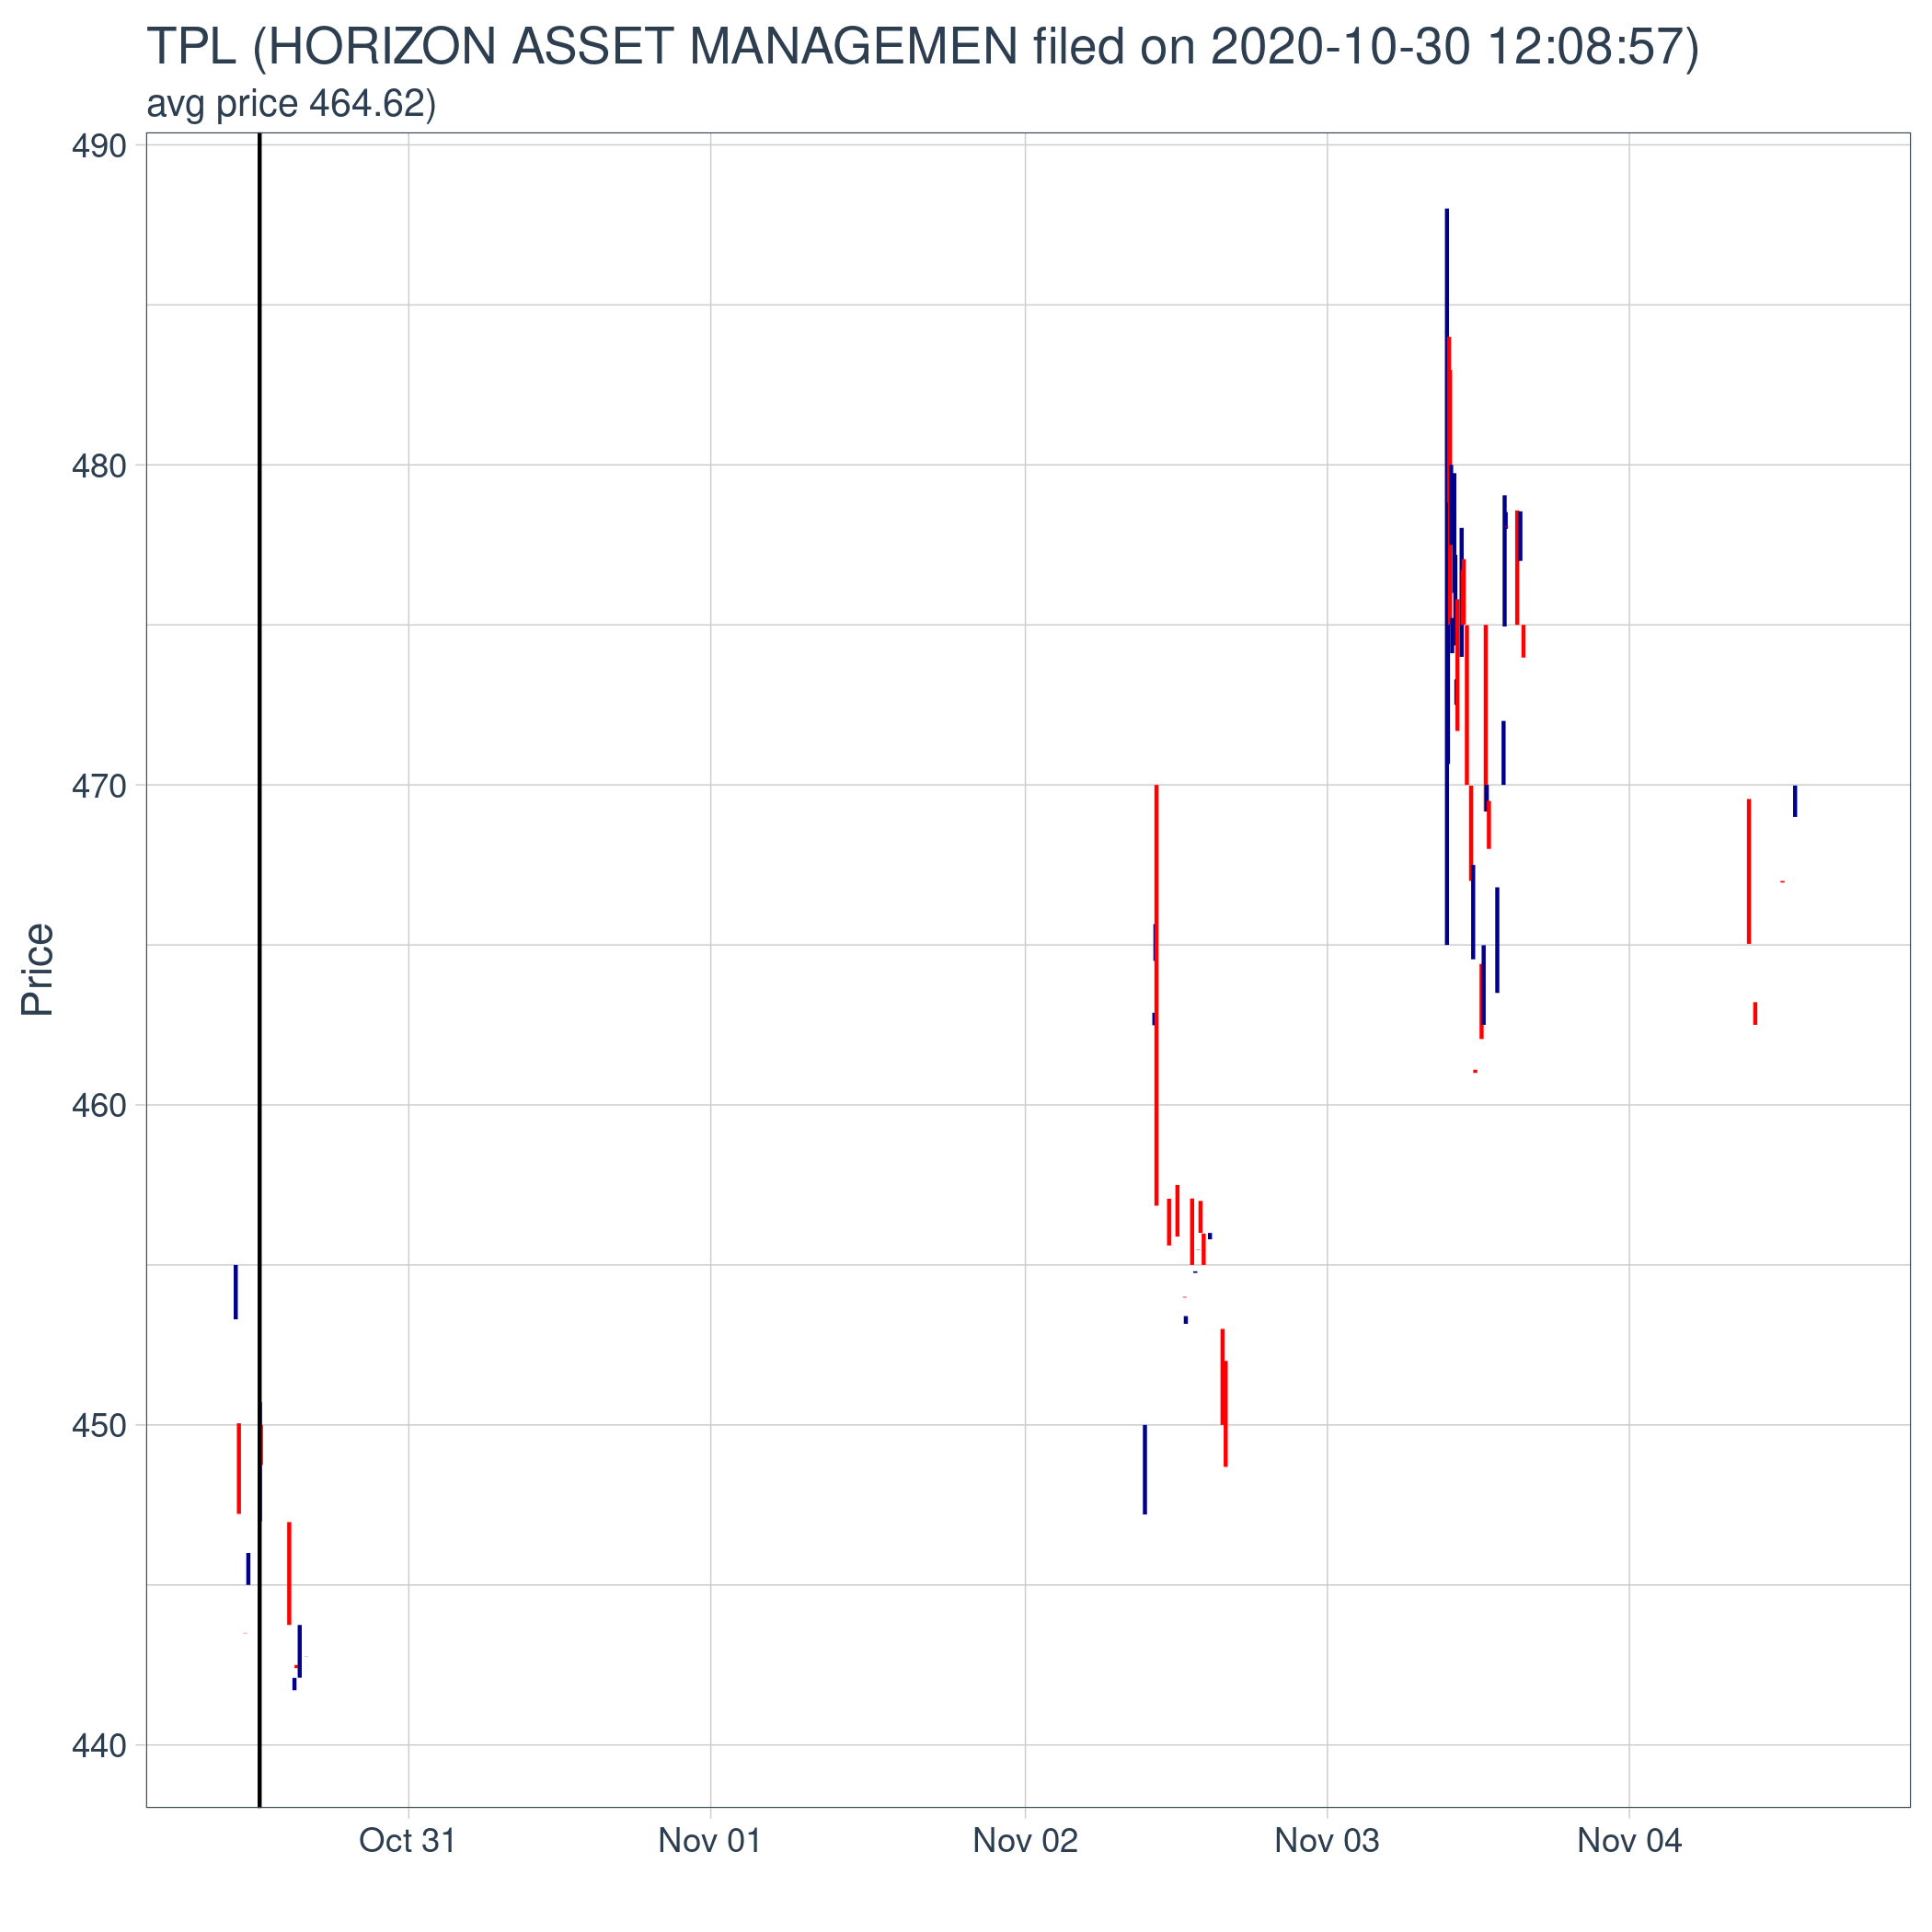 TPL (HORIZON ASSET MANAGEMEN filed on 2020-10-30 12:08:57)
avg price 464.62)
490
480
470
460
450
440
Price
Oct 31
Nov 01
Nov 02
Nov 03
Nov 04